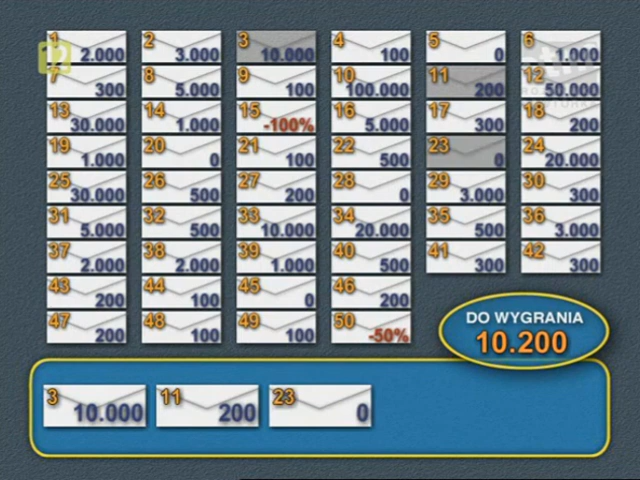 1 2.000 2 3.000 3 10.000 4 100 5 0 6 1.000
7 300 8 5.000 9 100 10 100.000 11 200 12 50.000
13 30.000 14 1.000 15 -100% 16 5.000 17 300 18 200
19 1.000 20 0 21 100 22 500 23 0 24 20.000
25 30.000 26 500 27 200 28 0 29 3.000 30 300
31 5.000 32 500 33 10.000 34 20.000 35 500 36 3.000
37 2.000 38 2.000 39 1.000 40 500 41 300 42 300
43 200 44 100 45 0 46 200
47 200 48 100 49 100 50 -50%
DO WYGRANIA
10.200
3 10.000 11 200 23 0